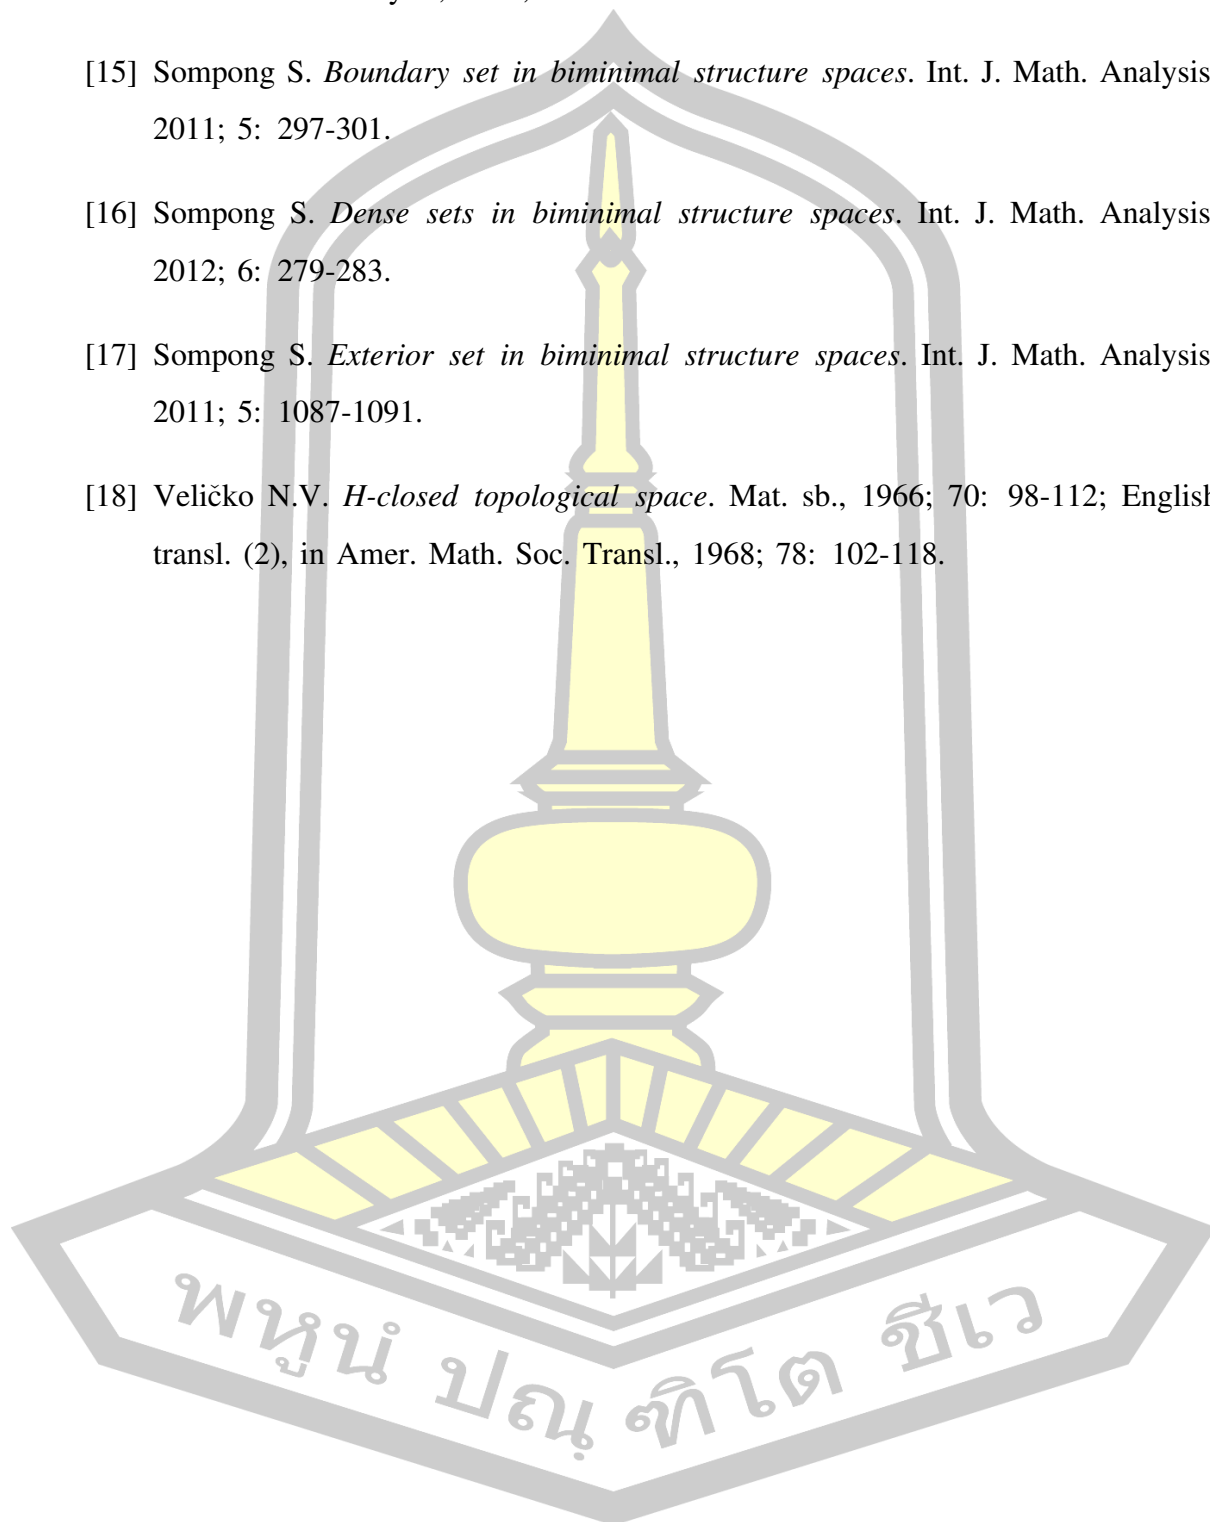 [15] Sompong S. Boundary set in biminimal structure spaces. Int. J. Math. Analysis
2011; 5: 297-301.
[16] Sompong S. Dense sets in biminimal structure spaces. Int. J. Math. Analysis
2012; 6: 279-283.
[17] Sompong S. Exterior set in biminimal structure spaces. Int. J. Math. Analysis
2011; 5: 1087-1091.
[18] Veličko N.V. H-closed topological space. Mat. sb., 1966; 70: 98-112; English
transl. (2), in Amer. Math. Soc. Transl., 1968; 78: 102-118.
พหูนํ ปณฺฑิโต ชีเว